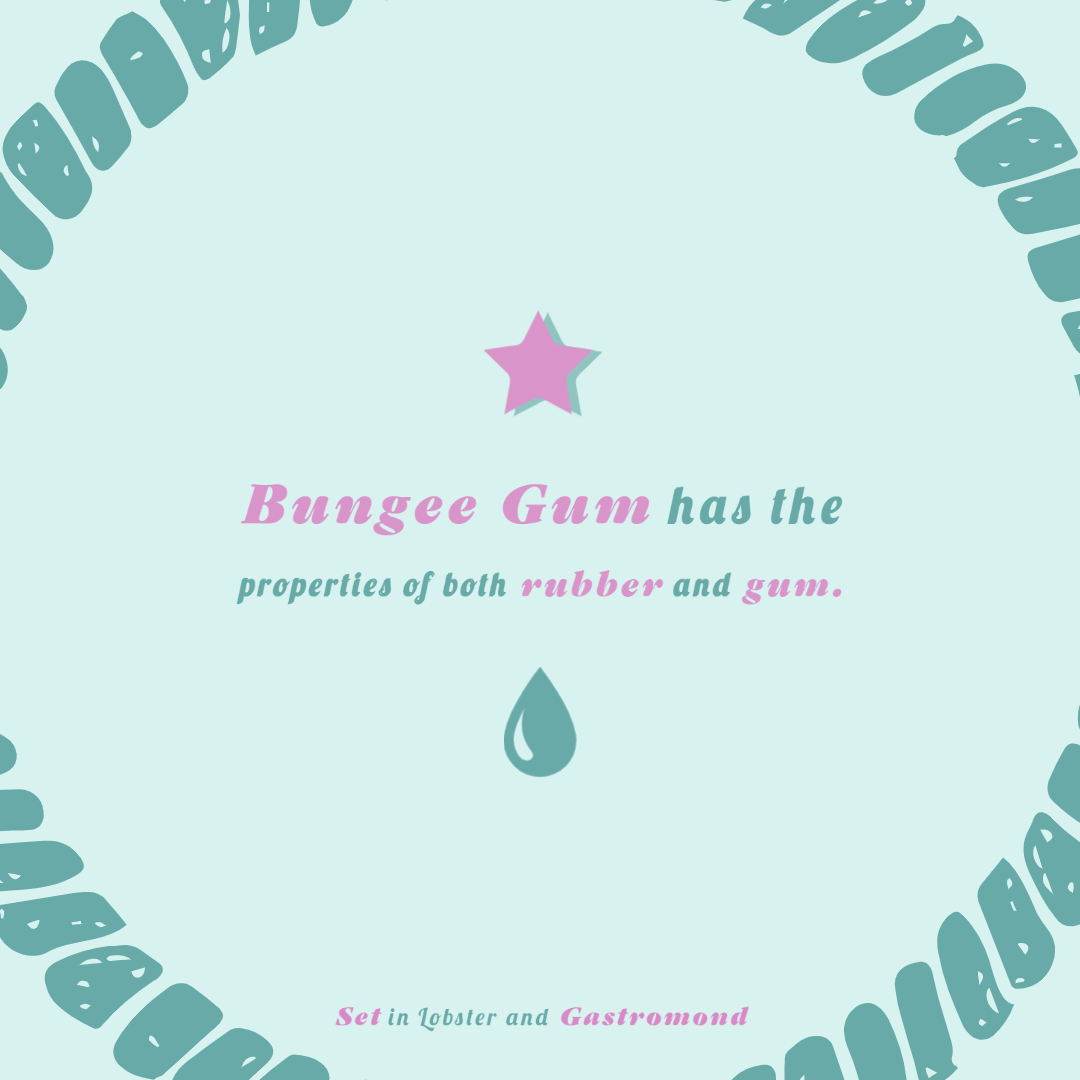 Bungee Gum has the
properties of both rubber and gum.
Set in Lobster and Gastromond